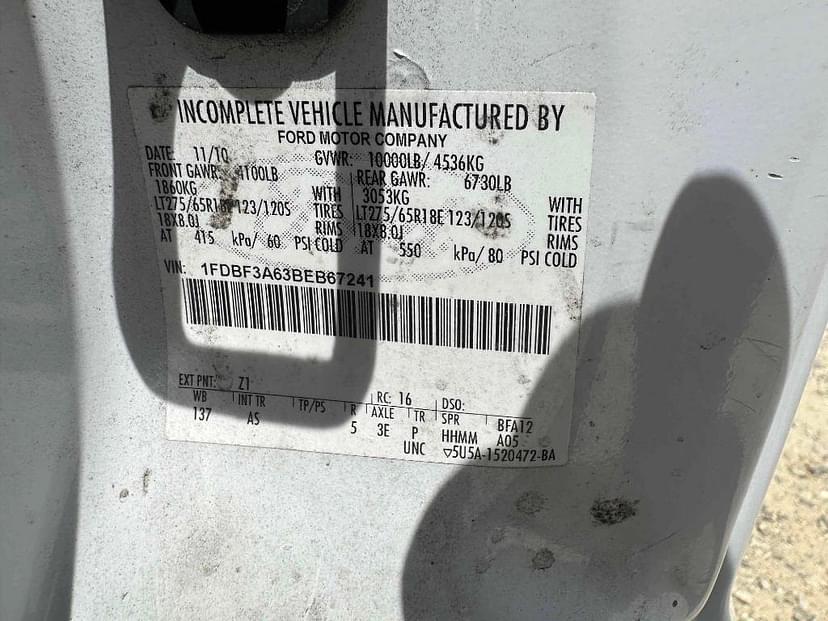 INCOMPLETE VEHICLE MANUFACTURED BY
FORD MOTOR COMPANY
DATE: 11/10 GVWR: 10000LB/ 4536KG
FRONT GAWR: 4100LB REAR GAWR: 6730LB
1860KG WITH 3053KG WITH
LT275/65R18E 123/120S TIRES LT275/65R18E 123/120S TIRES
18X8.0J RIMS 18X8.0J RIMS
AT 415 kPa/ 60 PSI COLD AT 550 kPa/ 80 PSI COLD
VIN: 1FDBF3A63BEB67241
EXT PNT: Z1 RC: 16 DSO:
WB INT TR TP/PS R AXLE TR SPR BFA12
137 AS 5 3E P HHMM A05
UNC ▽5U5A-1520472-BA